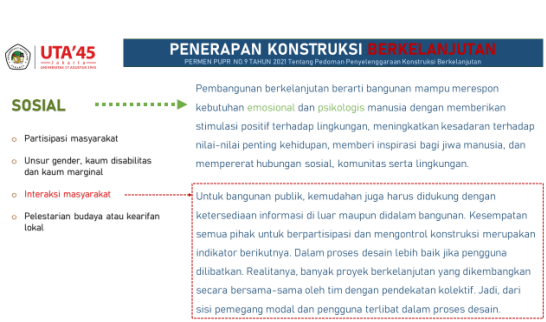 UTA'45
Jakarta
UNIVERSITAS 17 AGUSTUS 1945
PENERAPAN KONSTRUKSI BERKELANJUTAN
PERMEN PUPR NO.9 TAHUN 2021 Tentang Pedoman Penyelenggaraan Konstruksi Berkelanjutan
SOSIAL
Partisipasi masyarakat
Unsur gender, kaum disabilitas
dan kaum marginal
Interaksi masyarakat
Pelestarian budaya atau kearifan
lokal
Pembangunan berkelanjutan berarti bangunan mampu merespon
kebutuhan emosional dan psikologis manusia dengan memberikan
stimulasi positif terhadap lingkungan, meningkatkan kesadaran terhadap
nilai-nilai penting kehidupan, memberi inspirasi bagi jiwa manusia, dan
mempererat hubungan sosial, komunitas serta lingkungan.
Untuk bangunan publik, kemudahan juga harus didukung dengan
ketersediaan informasi di luar maupun didalam bangunan. Kesempatan
semua pihak untuk berpartisipasi dan mengontrol konstruksi merupakan
indikator berikutnya. Dalam proses desain lebih baik jika pengguna
dilibatkan. Realitanya, banyak proyek berkelanjutan yang dikembangkan
secara bersama-sama oleh tim dengan pendekatan kolektif. Jadi, dari
sisi pemegang modal dan pengguna terlibat dalam proses desain.